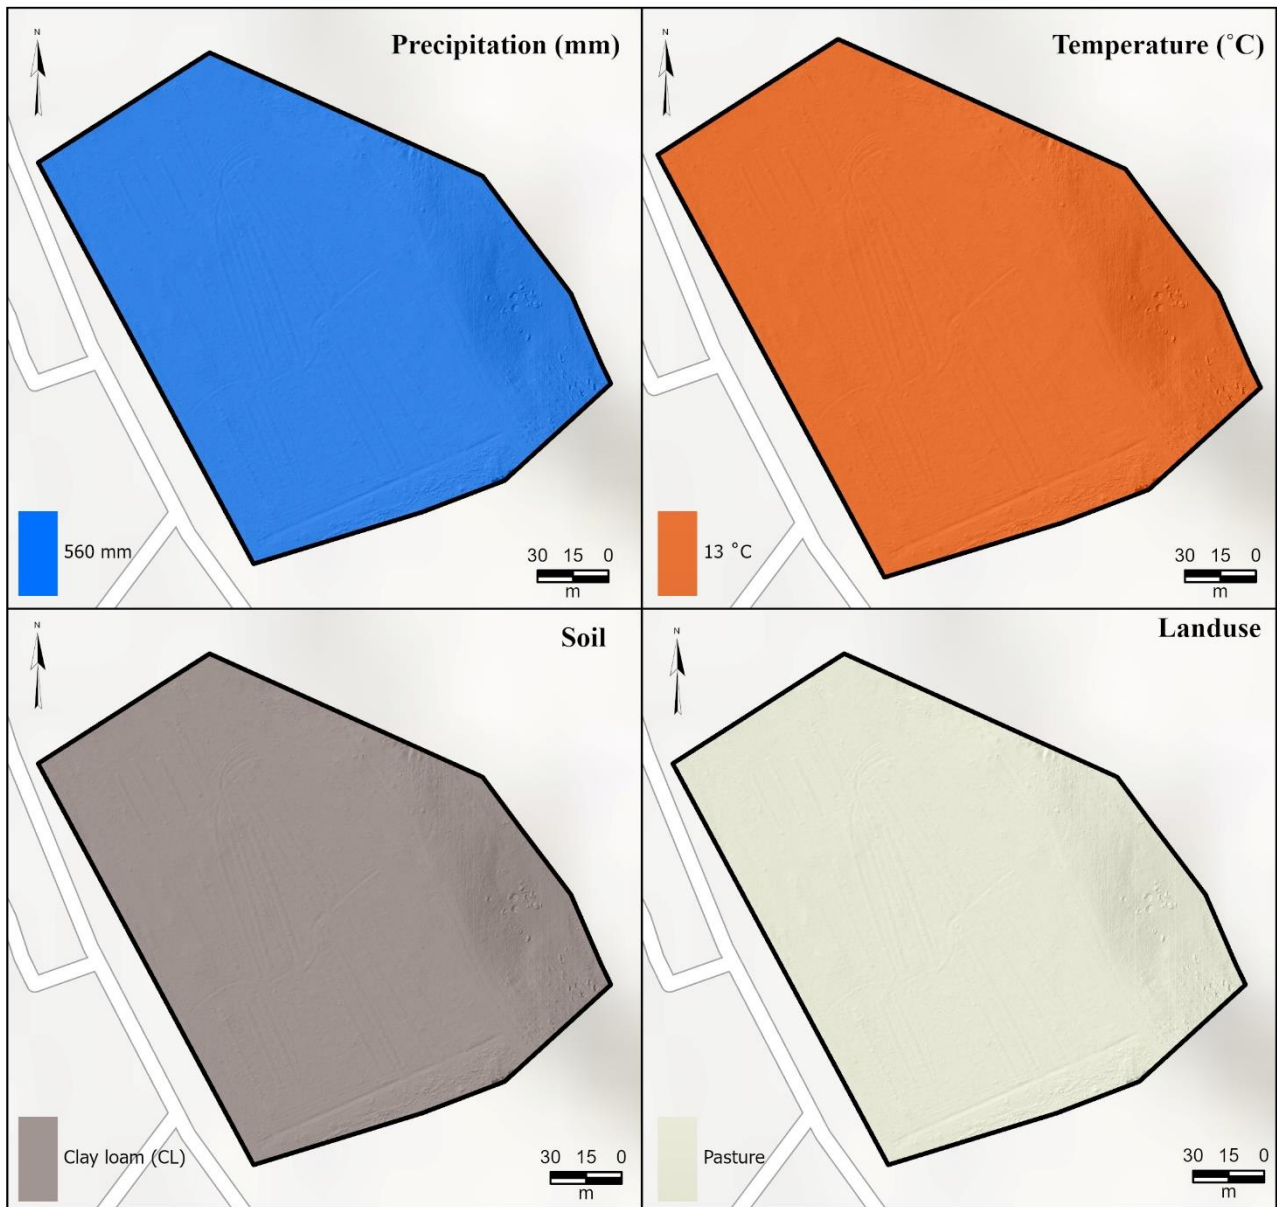 N
Precipitation (mm)
560 mm
30 15 0
m
N
Temperature (˚C)
13 ˚C
30 15 0
m
N
Soil
Clay loam (CL)
30 15 0
m
N
Landuse
Pasture
30 15 0
m